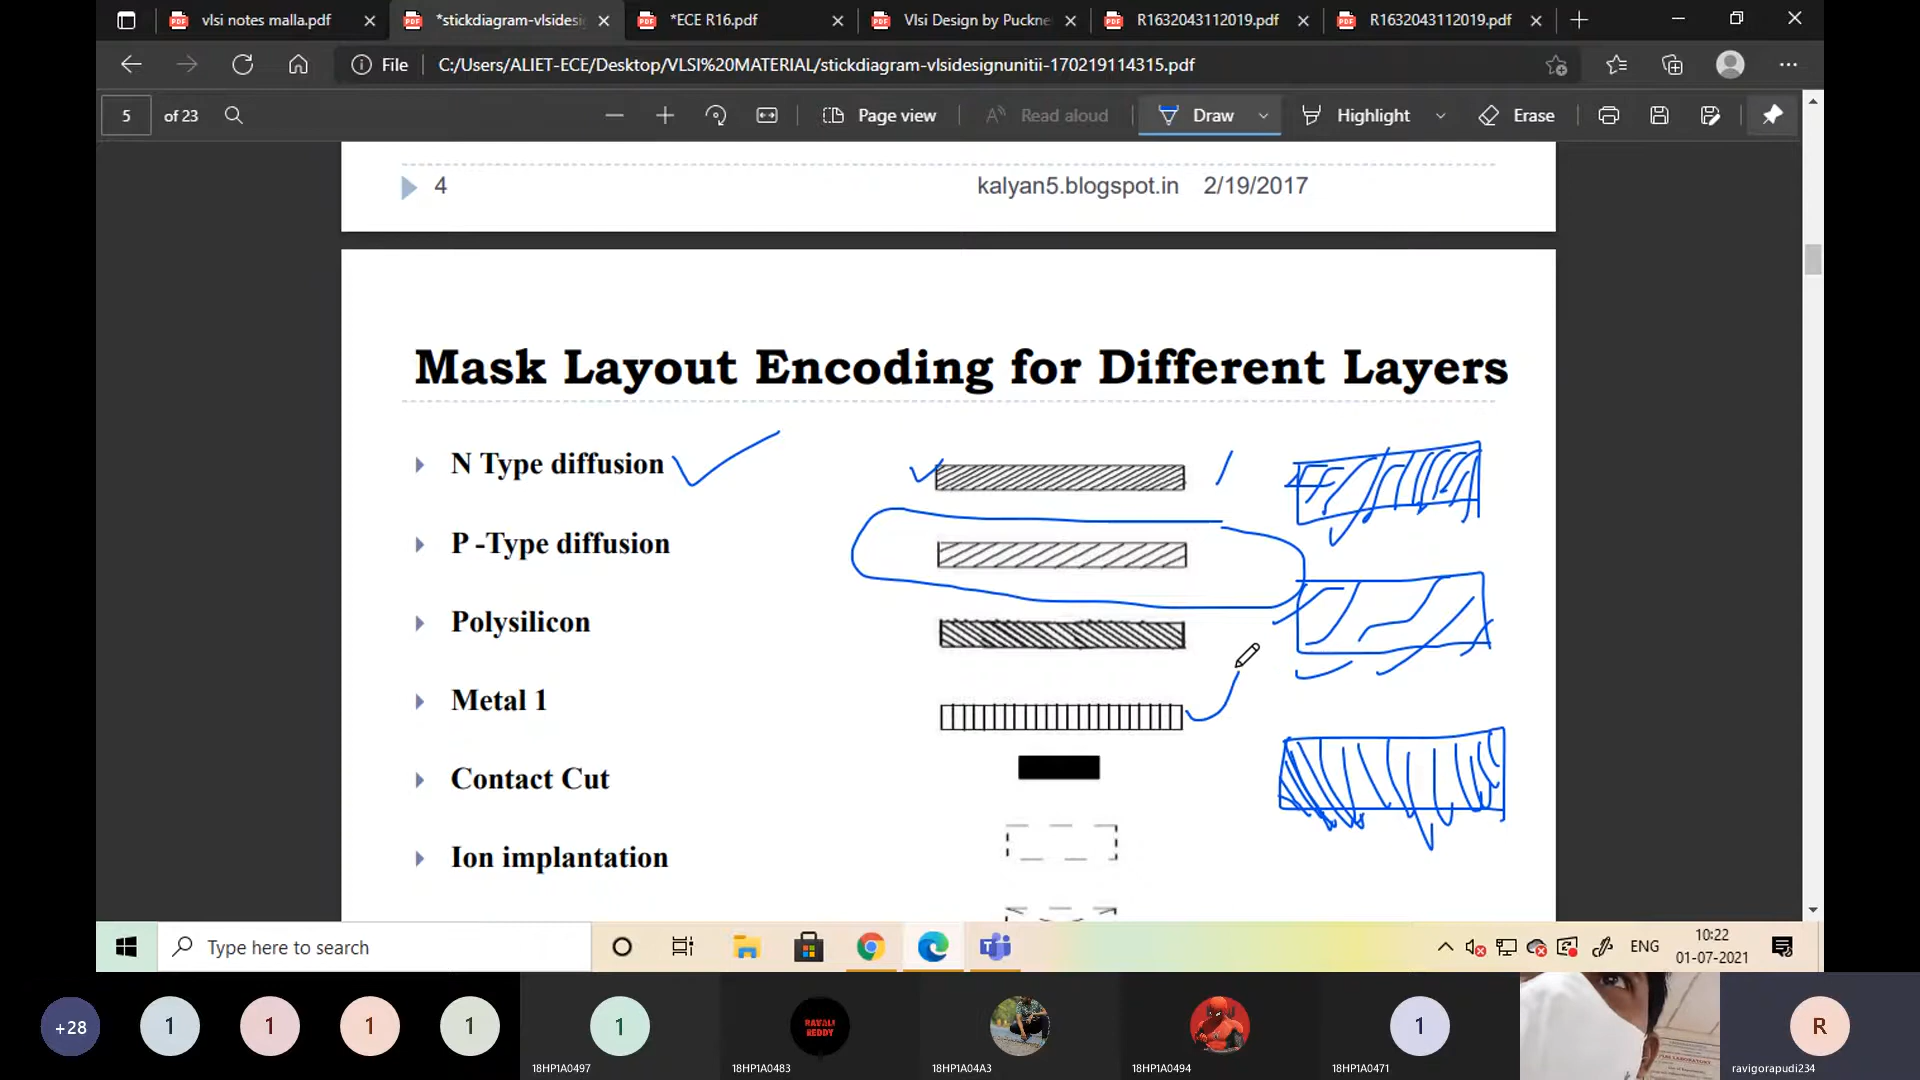 vlsi notes malla.pdf
*stickdiagram-vlsidesi
*ECE R16.pdf
Vlsi Design by Puckne
R1632043112019.pdf
R1632043112019.pdf
File
C:/Users/ALIET-ECE/Desktop/VLSI%20MATERIAL/stickdiagram-vlsidesignunitii-170219114315.pdf
5 of 23
Page view
Read aloud
Draw
Highlight
Erase
4
kalyan5.blogspot.in 2/19/2017
Mask Layout Encoding for Different Layers
N Type diffusion
P -Type diffusion
Polysilicon
Metal 1
Contact Cut
Ion implantation
Type here to search
ENG
10:22
01-07-2021
+28
1
1
1
1
1
RAYALI
REDDY
1
R
18HP1A0497
18HP1A0483
18HP1A04A3
18HP1A0494
18HP1A0471
ravigorapudi234